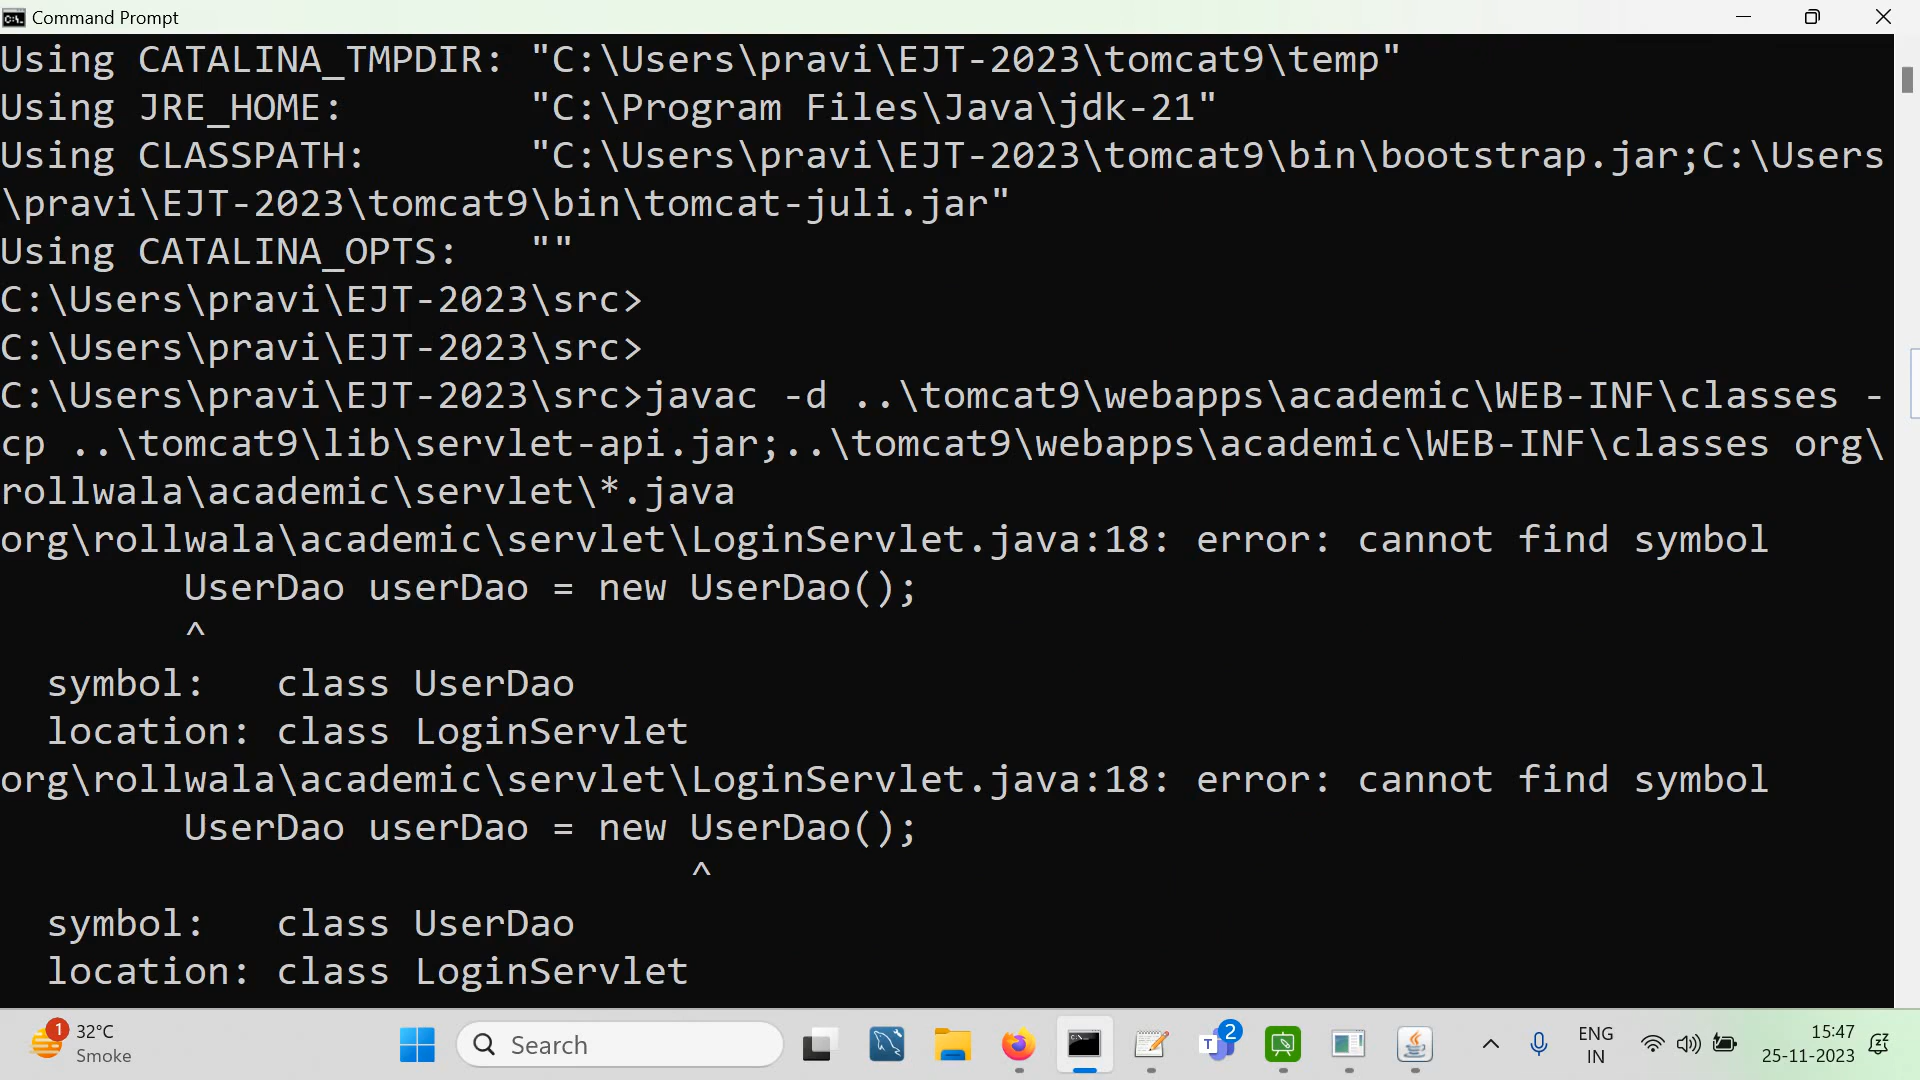 Command Prompt
Using CATALINA_TMPDIR: "C:\Users\pravi\EJT-2023\tomcat9\temp"
Using JRE_HOME:        "C:\Program Files\Java\jdk-21"
Using CLASSPATH:       "C:\Users\pravi\EJT-2023\tomcat9\bin\bootstrap.jar;C:\Users
\pravi\EJT-2023\tomcat9\bin\tomcat-juli.jar"
Using CATALINA_OPTS:   ""
C:\Users\pravi\EJT-2023\src>
C:\Users\pravi\EJT-2023\src>
C:\Users\pravi\EJT-2023\src>javac -d ..\tomcat9\webapps\academic\WEB-INF\classes -
cp ..\tomcat9\lib\servlet-api.jar;..\tomcat9\webapps\academic\WEB-INF\classes org\
rollwala\academic\servlet\*.java
org\rollwala\academic\servlet\LoginServlet.java:18: error: cannot find symbol
        UserDao userDao = new UserDao();
        ^
  symbol:   class UserDao
  location: class LoginServlet
org\rollwala\academic\servlet\LoginServlet.java:18: error: cannot find symbol
        UserDao userDao = new UserDao();
                              ^
  symbol:   class UserDao
  location: class LoginServlet
1 32°C
Smoke
Search
T 2
ENG
IN
15:47
25-11-2023